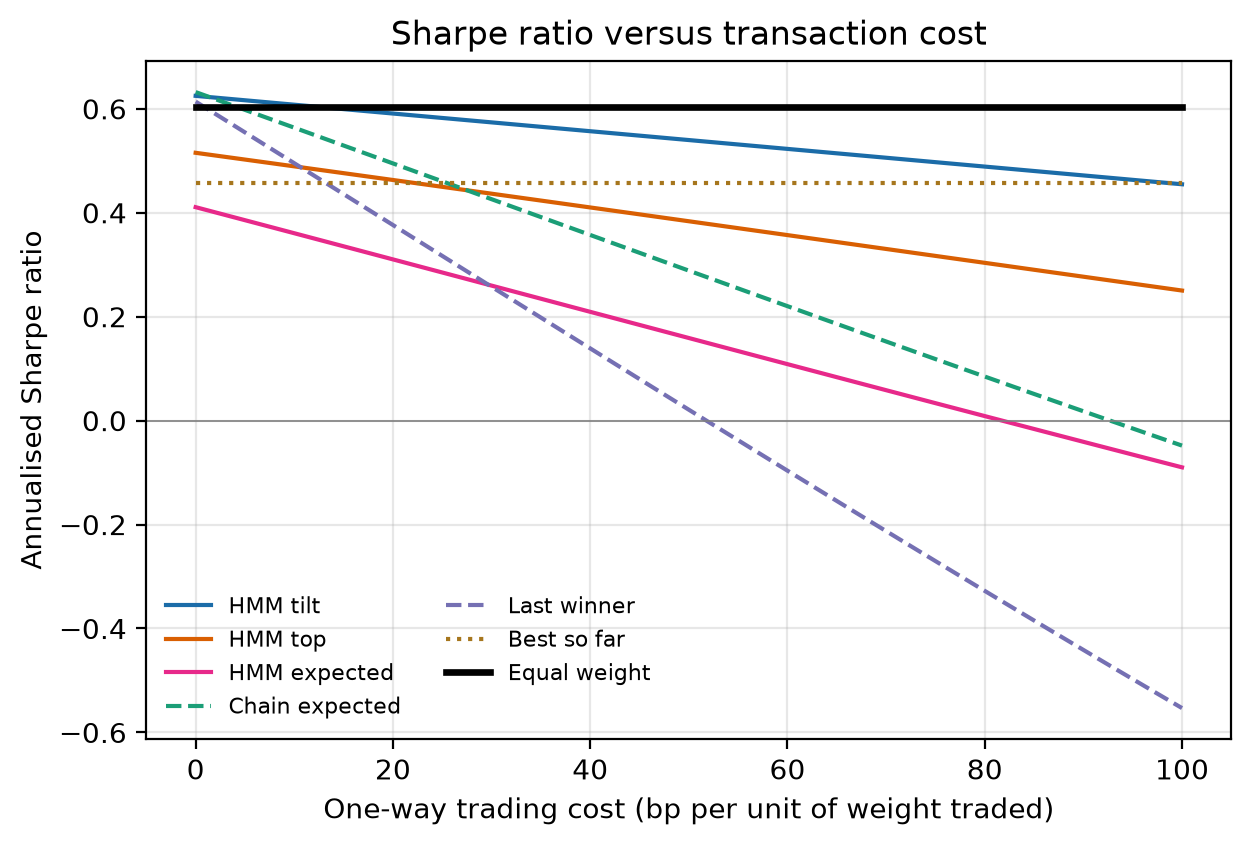 Sharpe ratio versus transaction cost
Annualised Sharpe ratio
0.6
0.4
0.2
0.0
−0.2
−0.4
−0.6
HMM tilt
HMM top
HMM expected
Chain expected
Last winner
Best so far
Equal weight
0 20 40 60 80 100
One-way trading cost (bp per unit of weight traded)